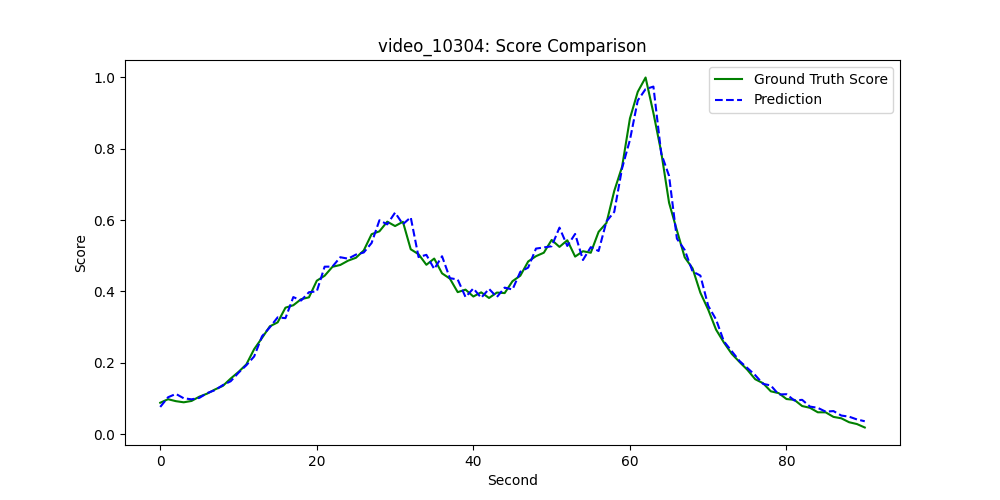 video_10304: Score Comparison
Ground Truth Score
Prediction
Score
1.0
0.8
0.6
0.4
0.2
0.0
0 20 40 60 80
Second